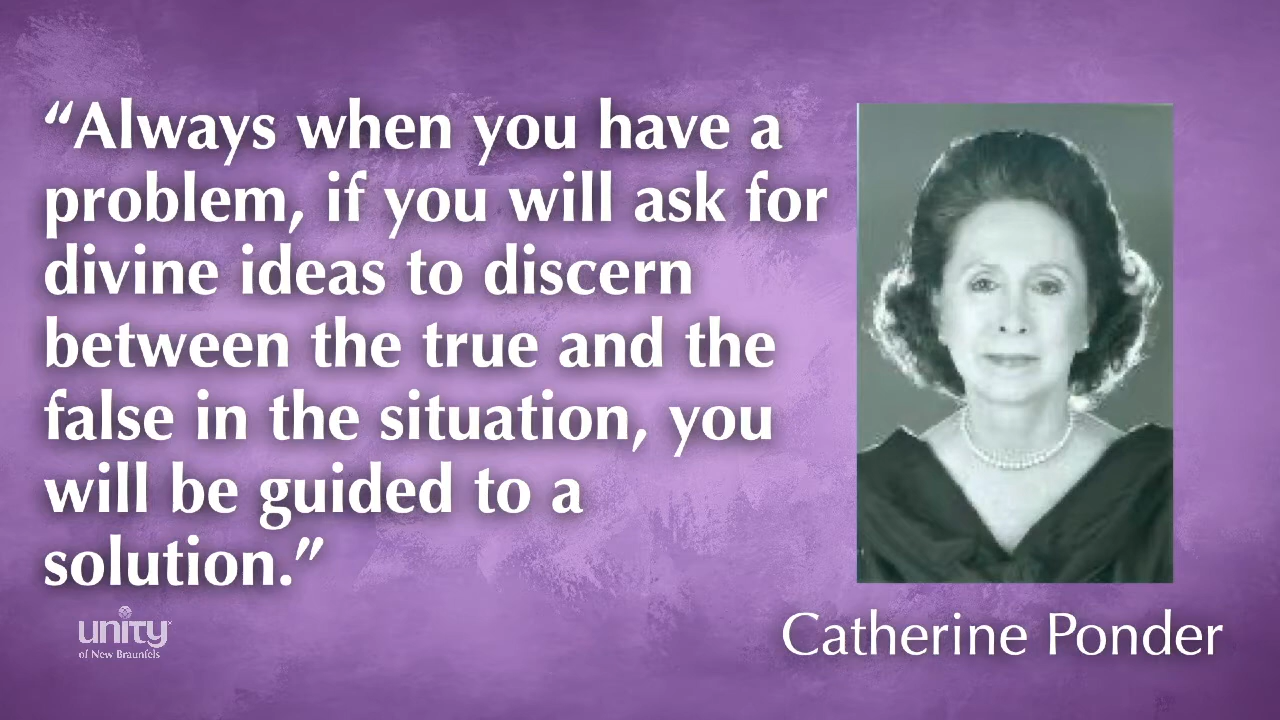 “Always when you have a
problem, if you will ask for
divine ideas to discern
between the true and the
false in the situation, you
will be guided to a
solution.”
unity
of New Braunfels
Catherine Ponder